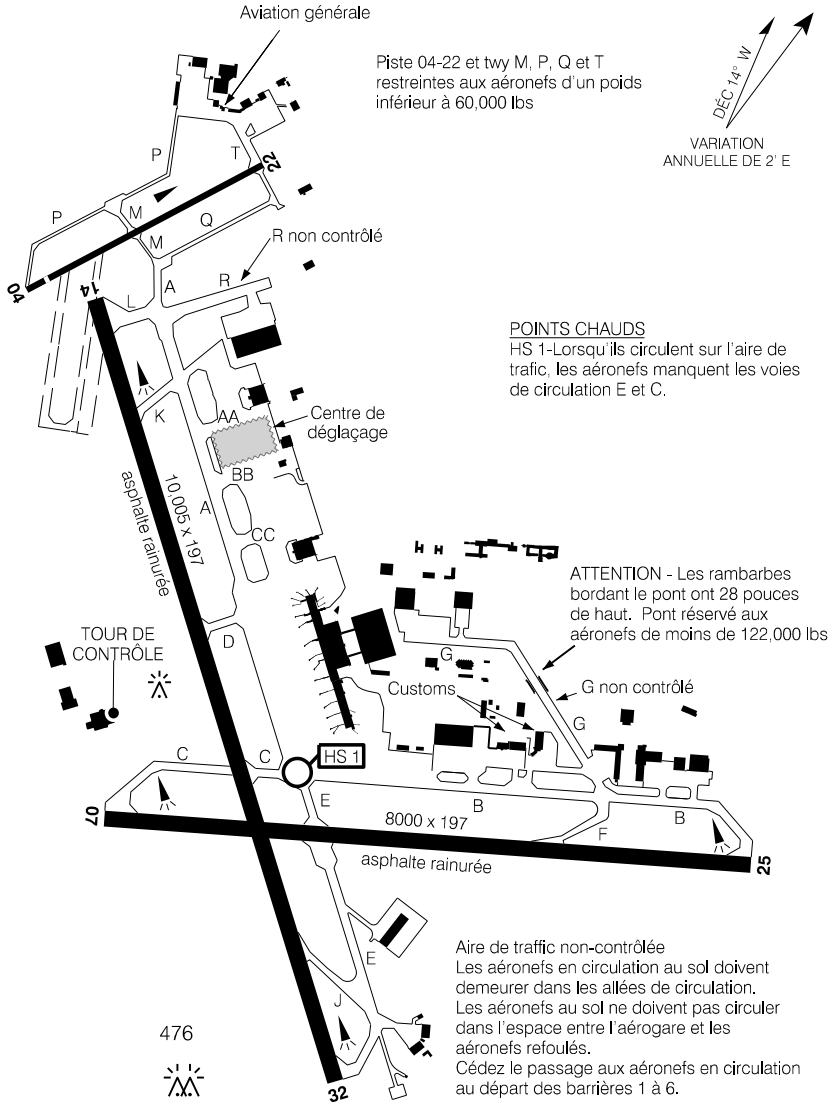 Aviation générale
Piste 04-22 et twy M, P, Q et T
restreintes aux aéronefs d'un poids
inférieur à 60,000 lbs
DÉC 14° W
VARIATION
ANNUELLE DE 2' E
P
T
22
P
M
Q
M
R non contrôlé
04
14
A
R
L
POINTS CHAUDS
HS 1-Lorsqu'ils circulent sur l'aire de
trafic, les aéronefs manquent les voies
de circulation E et C.
K
AA
Centre de
déglaçage
BB
asphalte rainurée
10,005 x 197
A
CC
ATTENTION - Les rambarbes
bordant le pont ont 28 pouces
de haut. Pont réservé aux
aéronefs de moins de 122,000 lbs
TOUR DE
CONTRÔLE
D
G
Customs
G non contrôlé
G
C
C
HS 1
E
B
B
07
8000 x 197
F
asphalte rainurée
25
E
Aire de traffic non-contrôlée
Les aéronefs en circulation au sol doivent
demeurer dans les allées de circulation.
Les aéronefs au sol ne doivent pas circuler
dans l'espace entre l'aérogare et les
aéronefs refoulés.
Cédez le passage aux aéronefs en circulation
au départ des barrières 1 à 6.
J
476
32